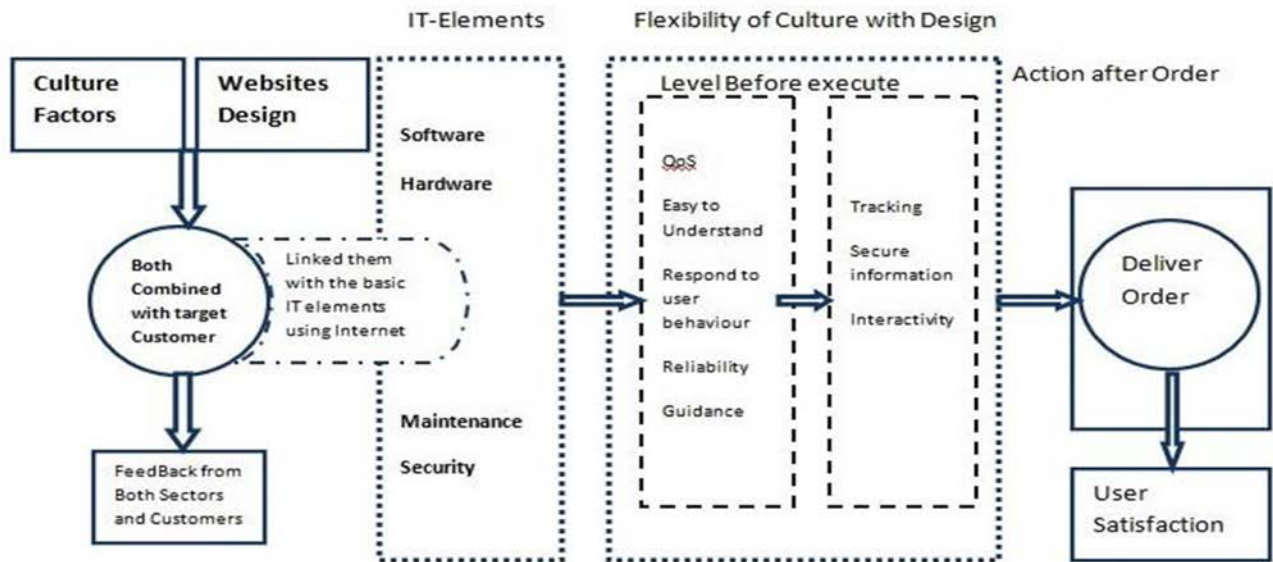 IT-Elements
Flexibility of Culture with Design
Culture
Factors
Websites
Design
Level Before execute
Action after Order
Software
Hardware
QoS
Easy to
Understand
Respond to
user
behaviour
Reliability
Guidance
Tracking
Secure
information
Interactivity
Both
Combined
with target
Customer
Linked them
with the basic
IT elements
using Internet
Deliver
Order
Maintenance
Security
FeedBack from
Both Sectors
and Customers
User
Satisfaction